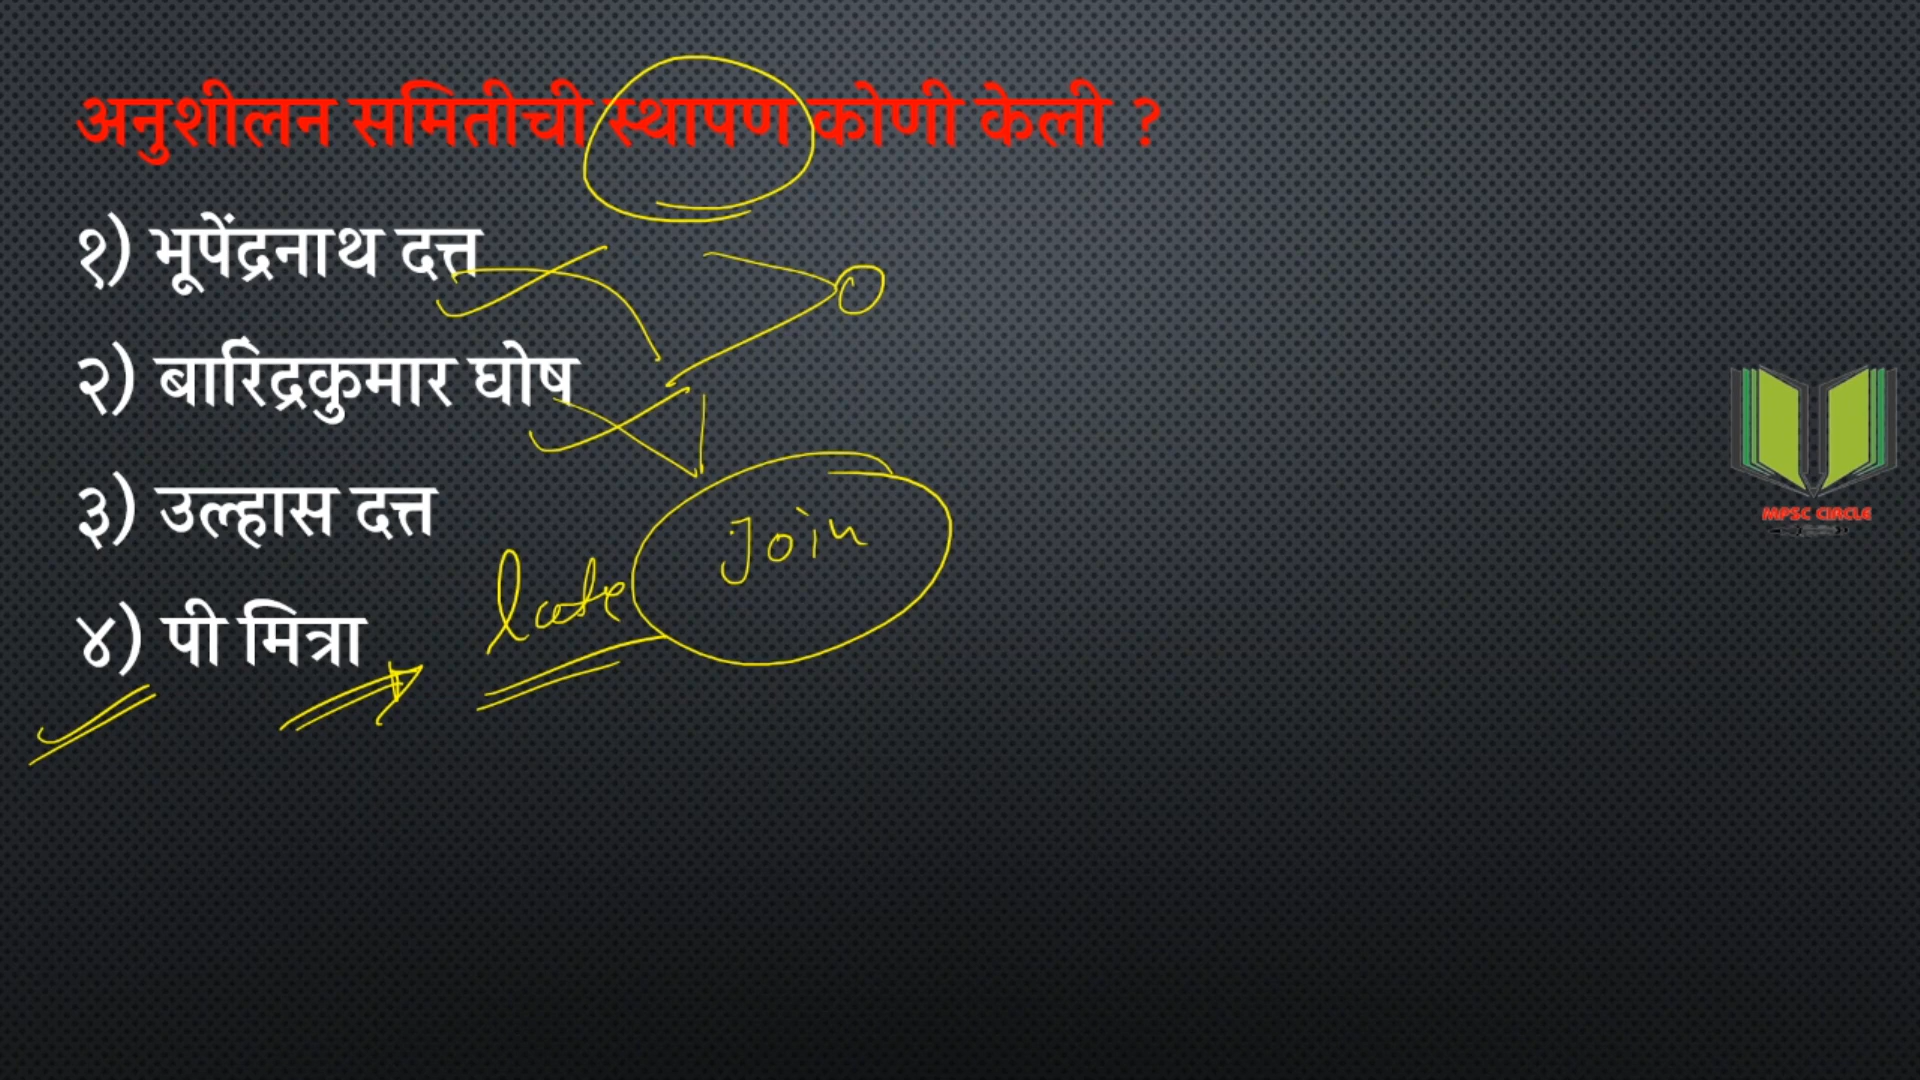 अनुशीलन समितीची स्थापण कोणी केली ?
१) भूपेंद्रनाथ दत्त
२) बारिंद्रकुमार घोष
३) उल्हास दत्त
Join
late
४) पी मित्रा
MPSC CIRCLE